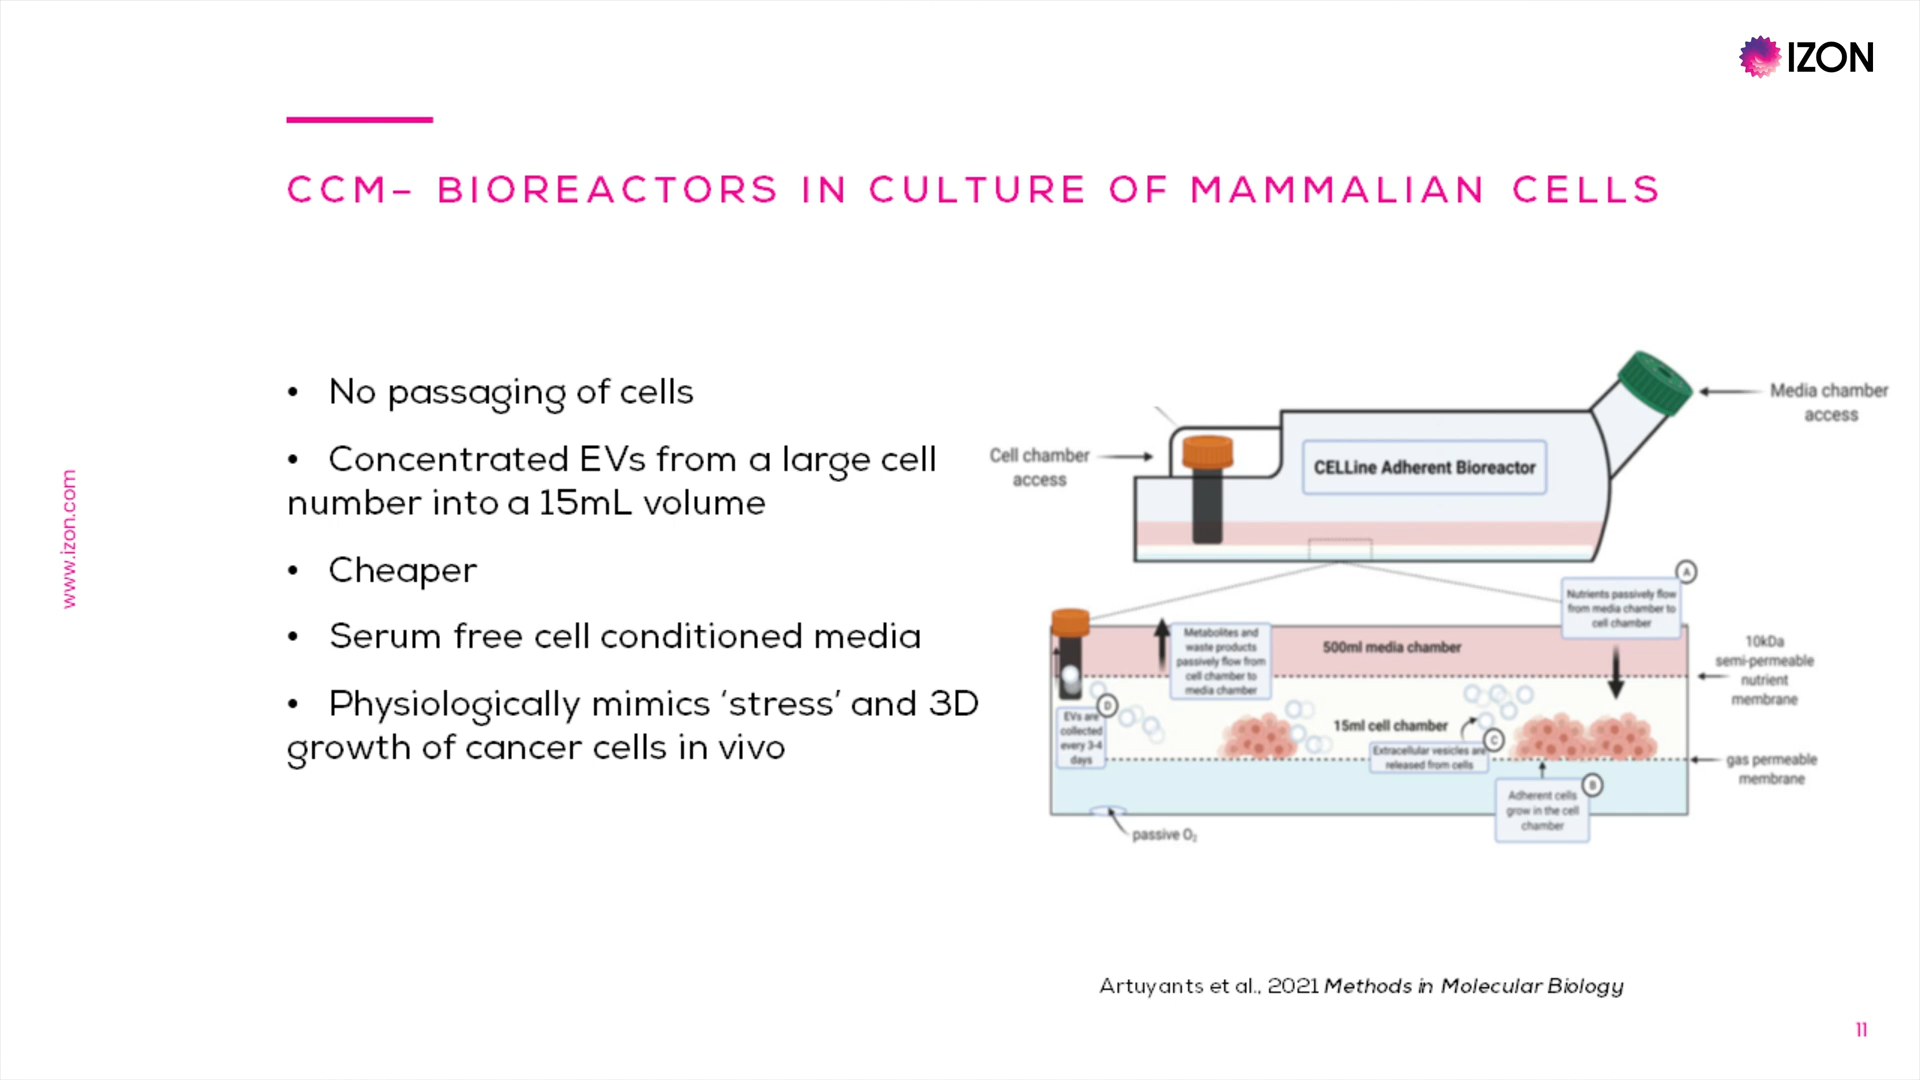 IZON
CCM– BIOREACTORS IN CULTURE OF MAMMALIAN CELLS
www.izon.com
• No passaging of cells
• Concentrated EVs from a large cell
number into a 15mL volume
• Cheaper
• Serum free cell conditioned media
• Physiologically mimics ‘stress’ and 3D
growth of cancer cells in vivo
Media chamber
access
Cell chamber
access
CELLine Adherent Bioreactor
A
Nutrients passively flow
from media chamber to
cell chamber
Metabolites and
waste products
passively flow from
cell chamber to
media chamber
500ml media chamber
10kDa
semi-permeable
nutrient
membrane
D
EVs are
collected
every 3-4
days
15ml cell chamber
C
Extracellular vesicles are
released from cells
gas permeable
membrane
B
Adherent cells
grow in the cell
chamber
passive O₂
Artuyants et al., 2021 Methods in Molecular Biology
11